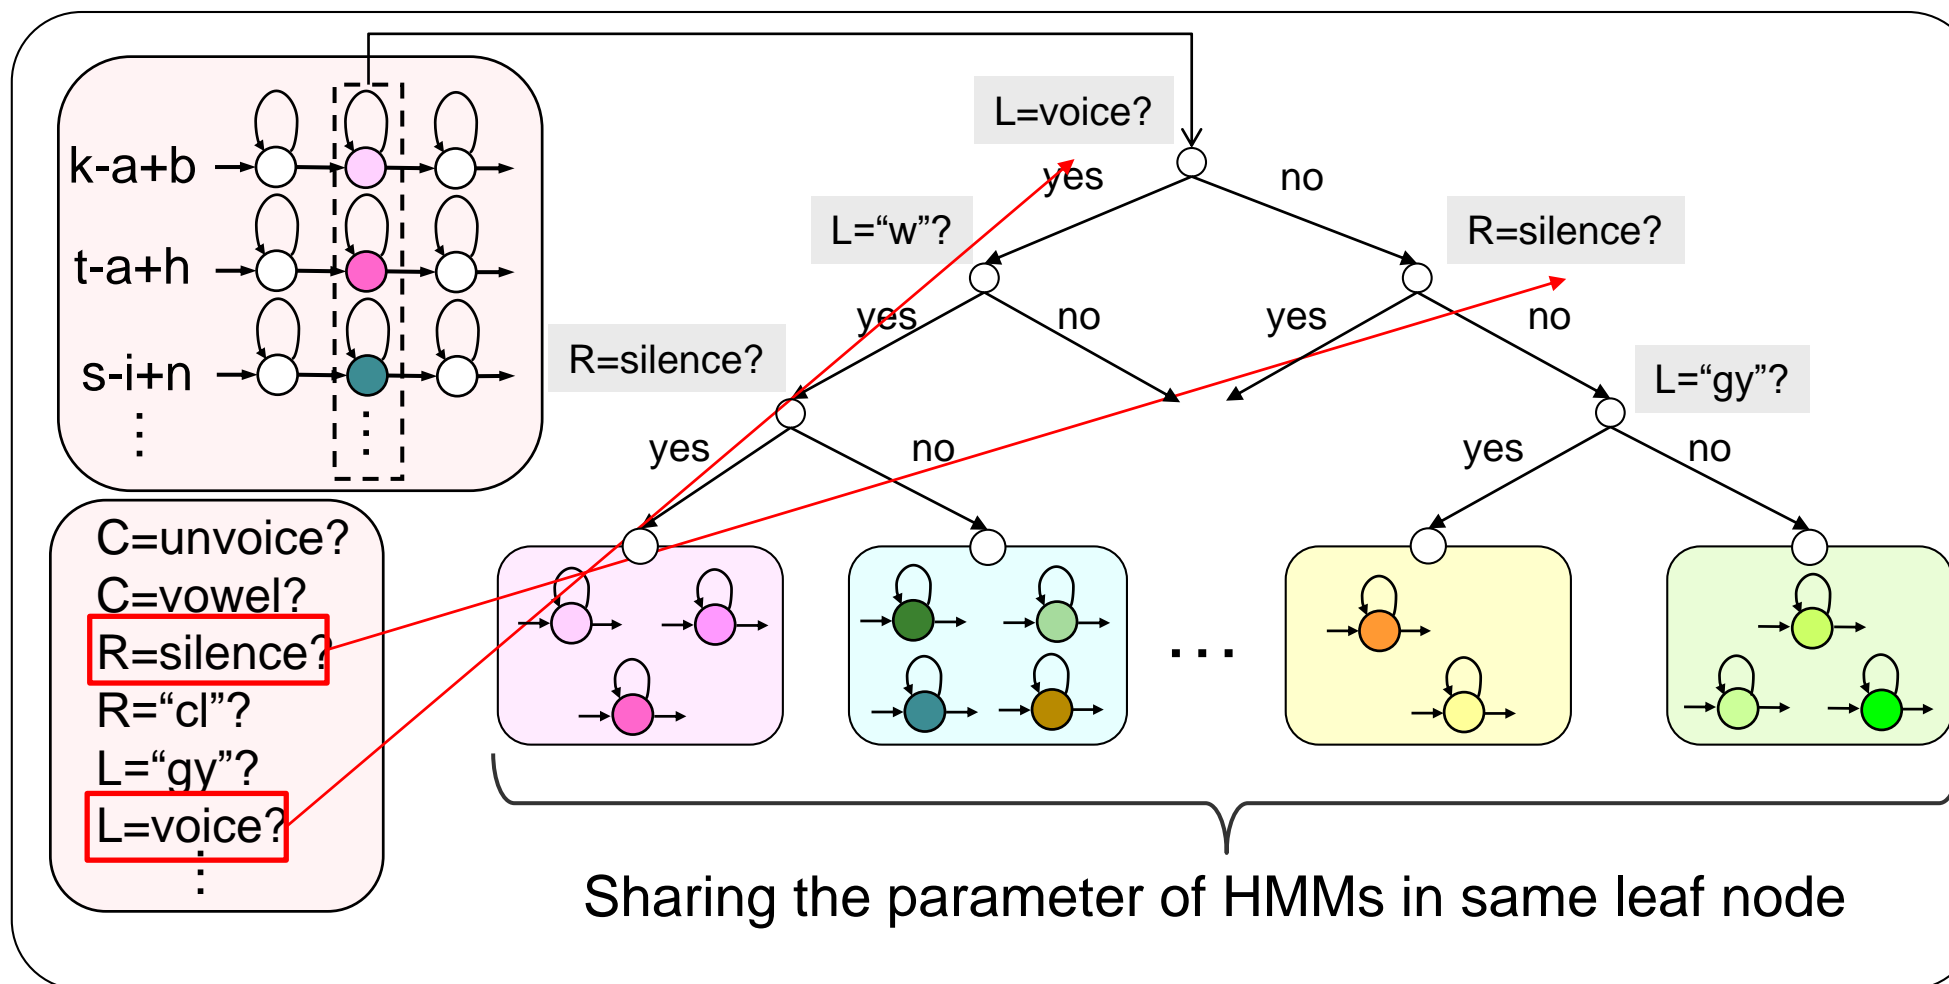 k-a+b
t-a+h
s-i+n
⋮
⋮
C=unvoice?
C=vowel?
R=silence?
R=“cl”?
L=“gy”?
L=voice?
⋮
L=voice?
yes
no
L=“w”?
R=silence?
yes
no
yes
no
R=silence?
L=“gy”?
yes
no
yes
no
...
Sharing the parameter of HMMs in same leaf node